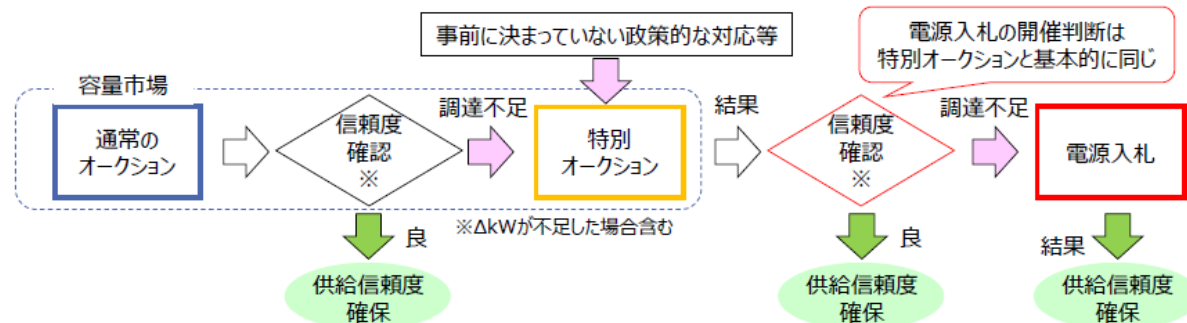 事前に決まっていない政策的な対応等
電源入札の開催判断は
特別オークションと基本的に同じ
容量市場
通常の
オークション
信頼度
確認
※
調達不足
特別
オークション
結果
信頼度
確認
※
調達不足
電源入札
※ΔkWが不足した場合含む
良
良
結果
供給信頼度
確保
供給信頼度
確保
供給信頼度
確保